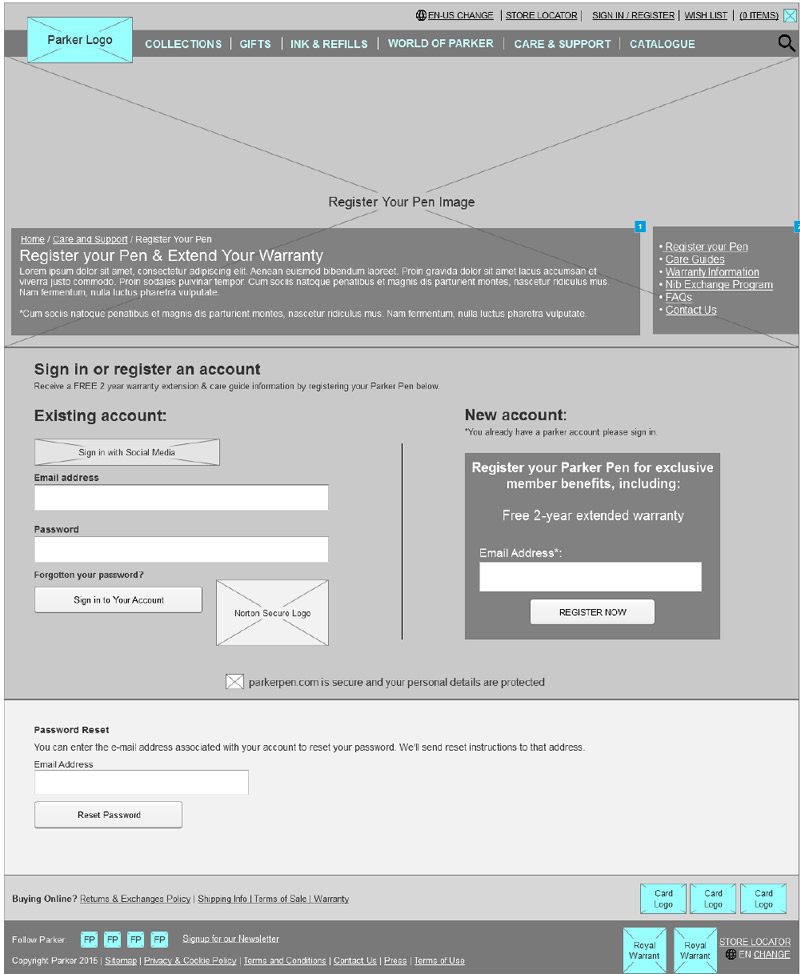 EN-US CHANGE | STORE LOCATOR | SIGN IN / REGISTER | WISH LIST | (0 ITEMS)
Parker Logo
COLLECTIONS | GIFTS | INK & REFILLS | WORLD OF PARKER | CARE & SUPPORT | CATALOGUE
Register Your Pen Image
1
2
Home / Care and Support / Register Your Pen
Register your Pen & Extend Your Warranty
Lorem ipsum dolor sit amet, consectetur adipiscing elit. Aenean euismod bibendum laoreet. Proin gravida dolor sit amet lacus accumsan et
viverra justo commodo. Proin sodales pulvinar tempor. Cum sociis natoque penatibus et magnis dis parturient montes, nascetur ridiculus mus.
Nam fermentum, nulla luctus pharetra vulputate.
*Cum sociis natoque penatibus et magnis dis parturient montes, nascetur ridiculus mus. Nam fermentum, nulla luctus pharetra vulputate.
• Register your Pen
• Care Guides
• Warranty Information
• Nib Exchange Program
• FAQs
• Contact Us
Sign in or register an account
Receive a FREE 2 year warranty extension & care guide information by registering your Parker Pen below.
Existing account:
Sign in with Social Media
Email address
Password
Forgotten your password?
Sign in to Your Account
Norton Secure Logo
New account:
*You already have a parker account please sign in.
Register your Parker Pen for exclusive
member benefits, including:
Free 2-year extended warranty
Email Address*:
REGISTER NOW
parkerpen.com is secure and your personal details are protected
Password Reset
You can enter the e-mail address associated with your account to reset your password. We'll send reset instructions to that address.
Email Address
Reset Password
Buying Online? Returns & Exchanges Policy | Shipping Info | Terms of Sale | Warranty
Card
Logo
Card
Logo
Card
Logo
Follow Parker: FP FP FP FP Signup for our Newsletter
Copyright Parker 2015 | Sitemap | Privacy & Cookie Policy | Terms and Conditions | Contact Us | Press | Terms of Use
Royal
Warrant
Royal
Warrant
STORE LOCATOR
EN CHANGE